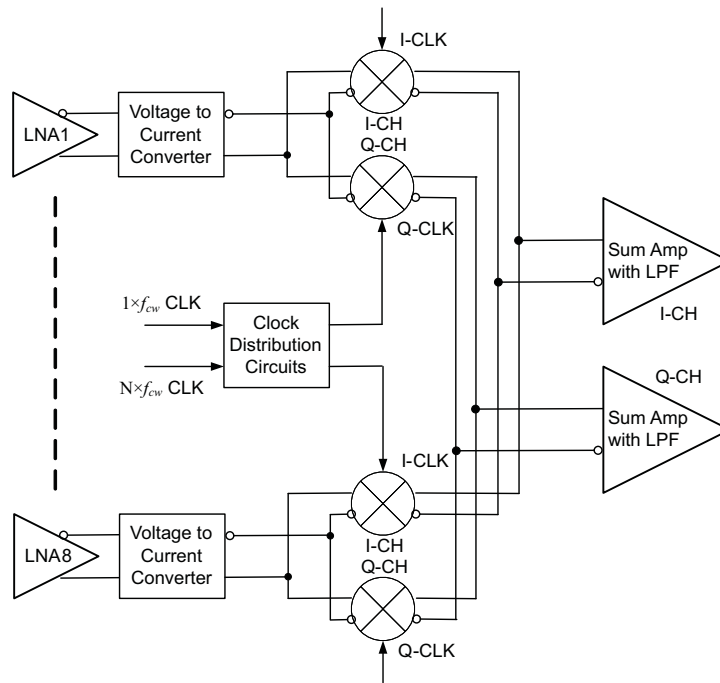 I-CLK
LNA1
Voltage to
Current
Converter
I-CH
Q-CH
Q-CLK
Sum Amp
with LPF
I-CH
1×fcw CLK
Clock
Distribution
Circuits
N×fcw CLK
Q-CH
Sum Amp
with LPF
I-CLK
LNA8
Voltage to
Current
Converter
I-CH
Q-CH
Q-CLK